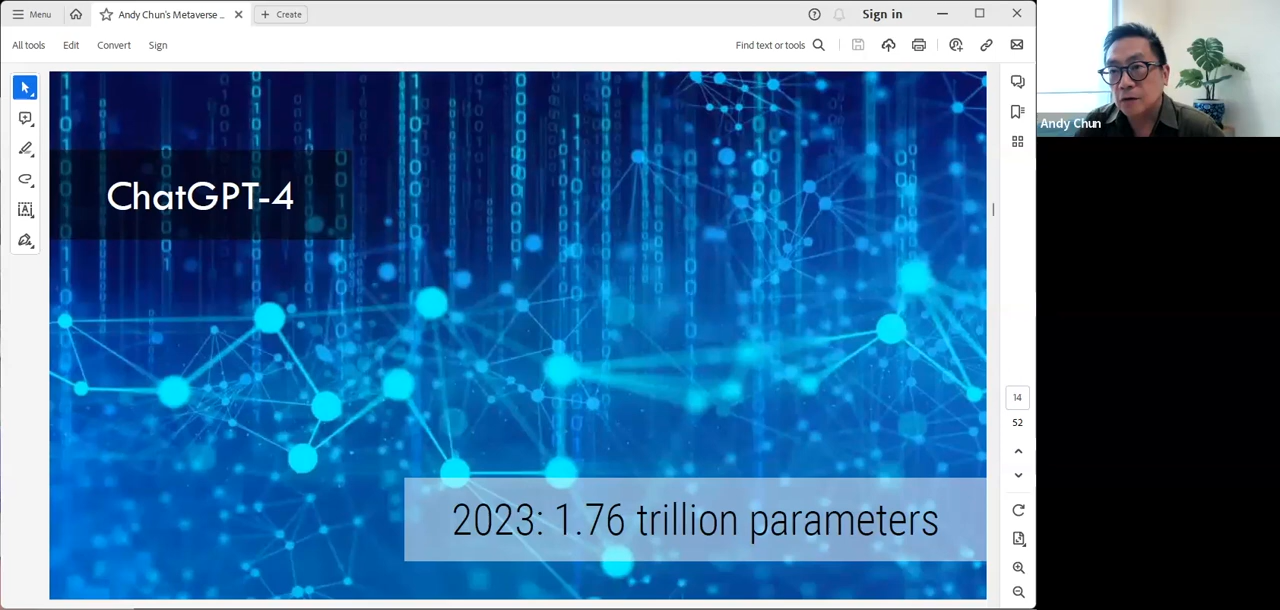 Menu
Andy Chun's Metaverse ...
Create
Sign in
All tools
Edit
Convert
Sign
Find text or tools
ChatGPT-4
2023: 1.76 trillion parameters
14
52
Andy Chun